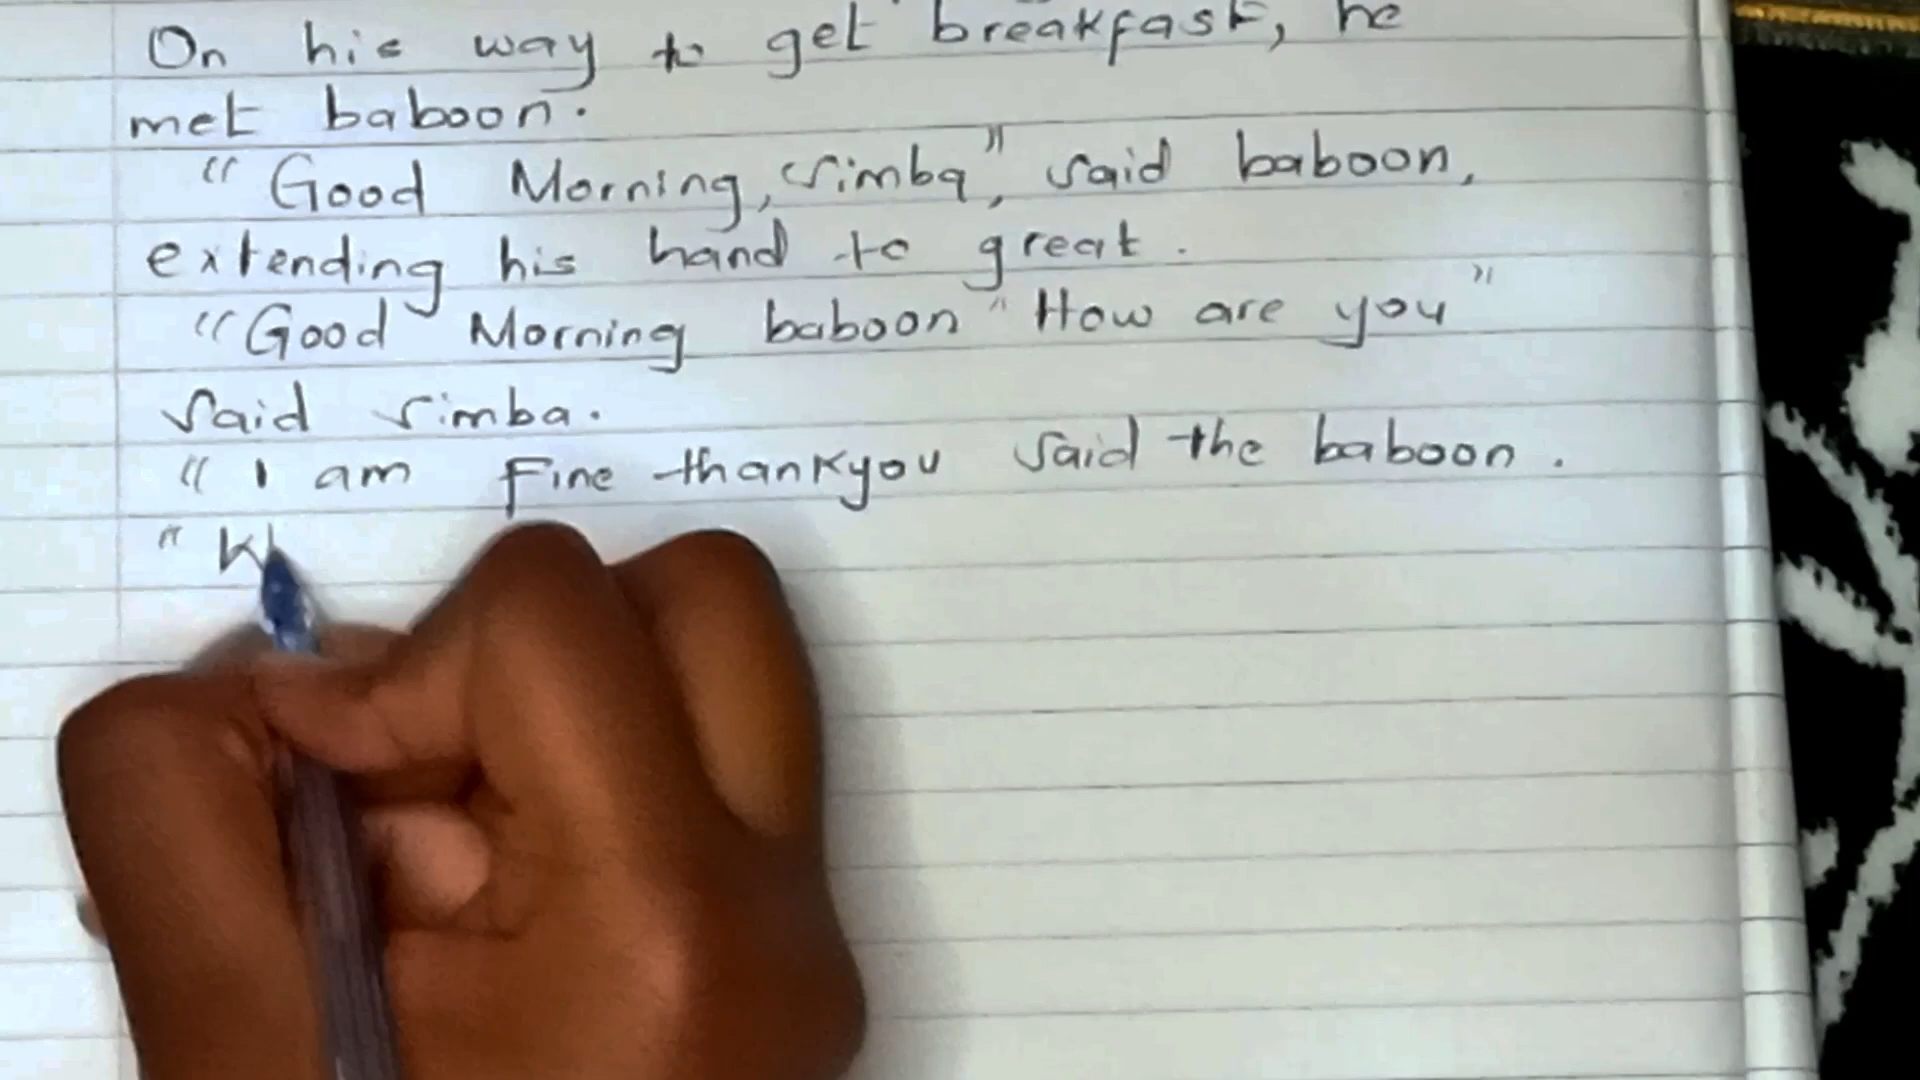 On his way to get breakfast, he
met baboon.
"Good Morning, simba", said baboon,
extending his hand to great.
"Good Morning baboon "How are you"
said simba.
"I am fine thankyou said the baboon.
"